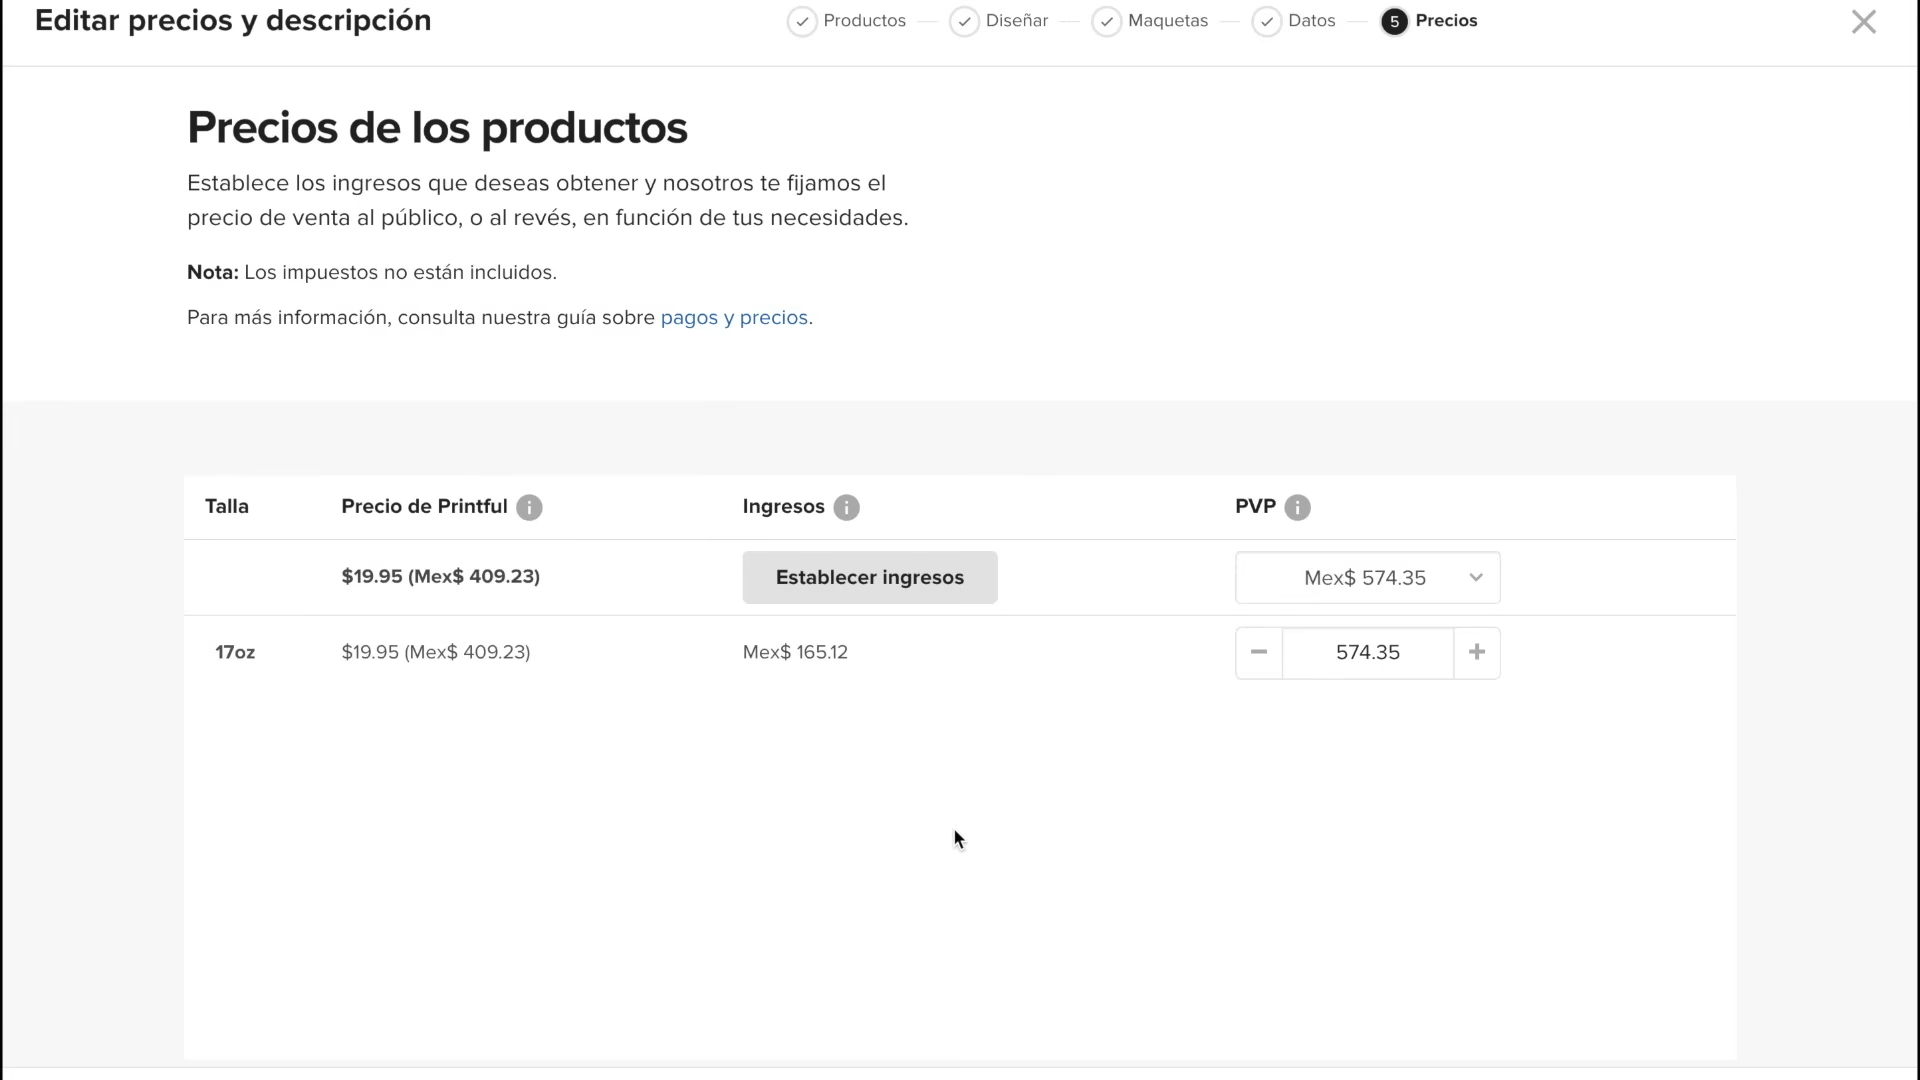 Editar precios y descripción
Productos
Diseñar
Maquetas
Datos
5 Precios
Precios de los productos
Establece los ingresos que deseas obtener y nosotros te fijamos el
precio de venta al público, o al revés, en función de tus necesidades.
Nota: Los impuestos no están incluidos.
Para más información, consulta nuestra guía sobre pagos y precios.
Talla Precio de Printful i Ingresos i PVP i
$19.95 (Mex$ 409.23) Establecer ingresos Mex$ 574.35
17oz $19.95 (Mex$ 409.23) Mex$ 165.12 − 574.35 +